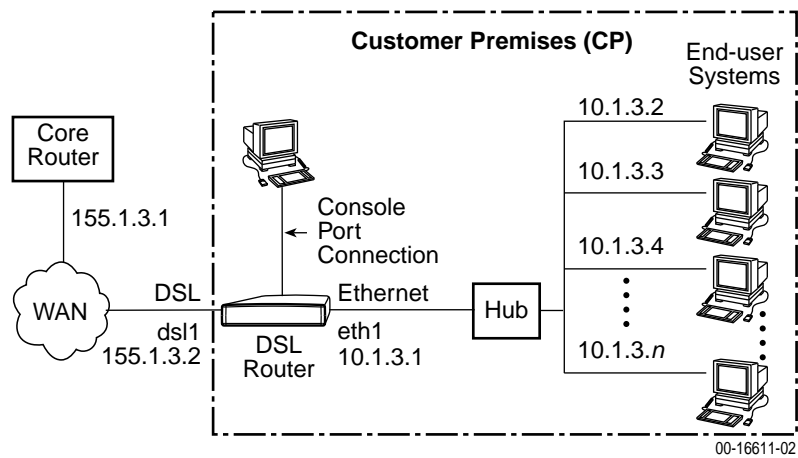 Customer Premises (CP)
End-user
Systems
Core
Router
155.1.3.1
WAN
DSL
dsl1
155.1.3.2
Console
Port
Connection
DSL
Router
Ethernet
eth1
10.1.3.1
Hub
10.1.3.2
10.1.3.3
10.1.3.4
10.1.3.n
00-16611-02